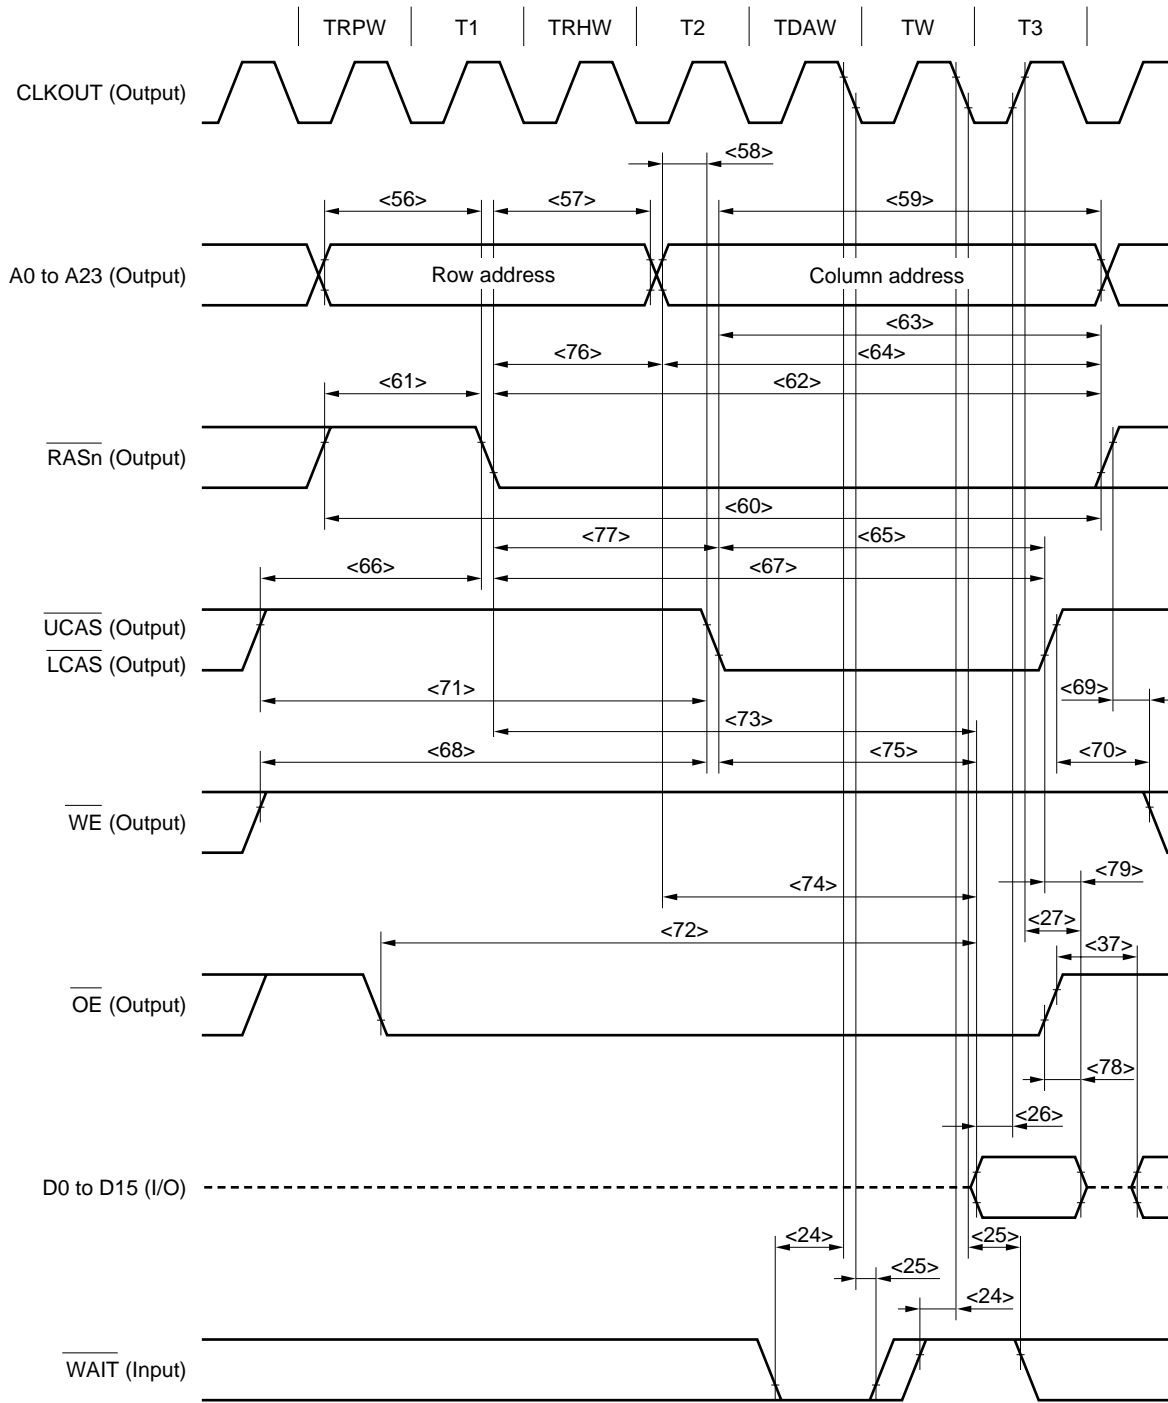 TRPW T1 TRHW T2 TDAW TW T3
CLKOUT (Output)
<58>
<56> <57> <59>
A0 to A23 (Output) Row address Column address
<63>
<76> <64>
<61> <62>
RASn (Output)
<60>
<77> <65>
<66> <67>
UCAS (Output)
LCAS (Output)
<71> <69>
<73>
<68> <75> <70>
WE (Output)
<79>
<74>
<27>
<72>
<37>
OE (Output)
<78>
<26>
D0 to D15 (I/O)
<24> <25>
<25>
<24>
WAIT (Input)